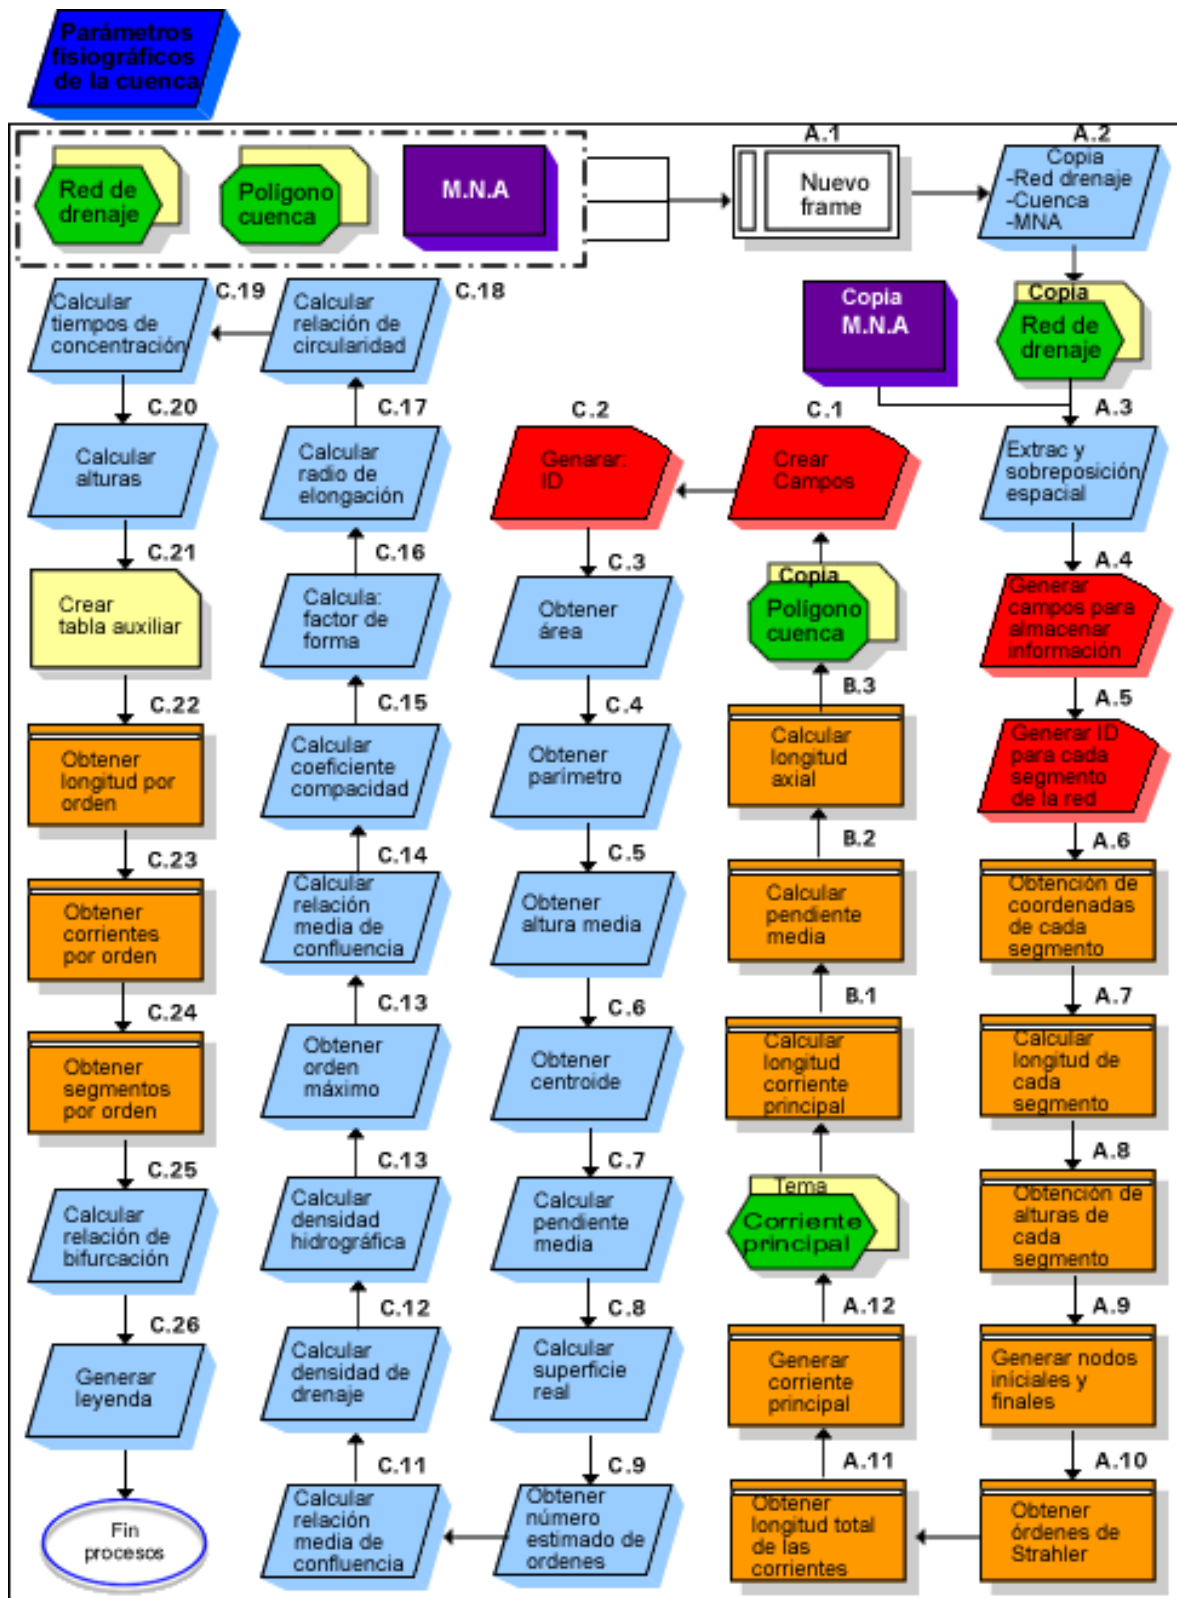 Parámetros
fisiográficos
de la cuenca
Red de
drenaje
Polígono
cuenca
M.N.A
A.1
Nuevo
frame
A.2
Copia
-Red drenaje
-Cuenca
-MNA
Copia
M.N.A
Copia
Red de
drenaje
A.3
Extrac y
sobreposición
espacial
A.4
Generar
campos para
almacenar
información
A.5
Generar ID
para cada
segmento
de la red
A.6
Obtención de
coordenadas
de cada
segmento
A.7
Calcular
longitud de
cada
segmento
A.8
Obtención de
alturas de
cada
segmento
A.9
Generar nodos
iniciales y
finales
A.10
Obtener
órdenes de
Strahler
A.11
Obtener
longitud total
de las
corrientes
A.12
Generar
corriente
principal
Tema
Corriente
principal
B.1
Calcular
longitud
corriente
principal
B.2
Calcular
pendiente
media
B.3
Calcular
longitud
axial
Copia
Polígono
cuenca
C.1
Crear
Campos
C.2
Genarar:
ID
C.3
Obtener
área
C.4
Obtener
parímetro
C.5
Obtener
altura media
C.6
Obtener
centroide
C.7
Calcular
pendiente
media
C.8
Calcular
superficie
real
C.9
Obtener
número
estimado de
ordenes
C.11
Calcular
relación
media de
confluencia
C.12
Calcular
densidad de
drenaje
C.13
Calcular
densidad
hidrográfica
C.13
Obtener
orden
máximo
C.14
Calcular
relación
media de
confluencia
C.15
Calcular
coeficiente
compacidad
C.16
Calcula:
factor de
forma
C.17
Calcular
radio de
elongación
C.18
Calcular
relación de
circularidad
C.19
Calcular
tiempos de
concentración
C.20
Calcular
alturas
C.21
Crear
tabla auxiliar
C.22
Obtener
longitud por
orden
C.23
Obtener
corrientes
por orden
C.24
Obtener
segmentos
por orden
C.25
Calcular
relación de
bifurcación
C.26
Generar
leyenda
Fin
procesos